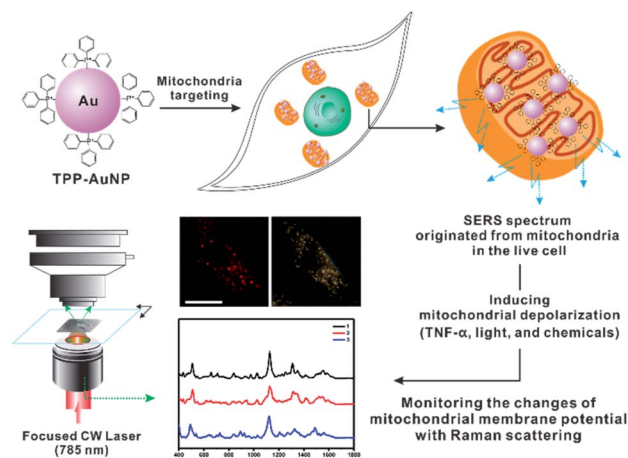 Au
P+
P+
P+
P+
TPP-AuNP
Mitochondria
targeting
SERS spectrum
originated from mitochondria
in the live cell
Inducing
mitochondrial depolarization
(TNF-α, light, and chemicals)
Monitoring the changes of
mitochondrial membrane potential
with Raman scattering
Focused CW Laser
(785 nm)
1
2
3
400 600 800 1000 1200 1400 1600 1800